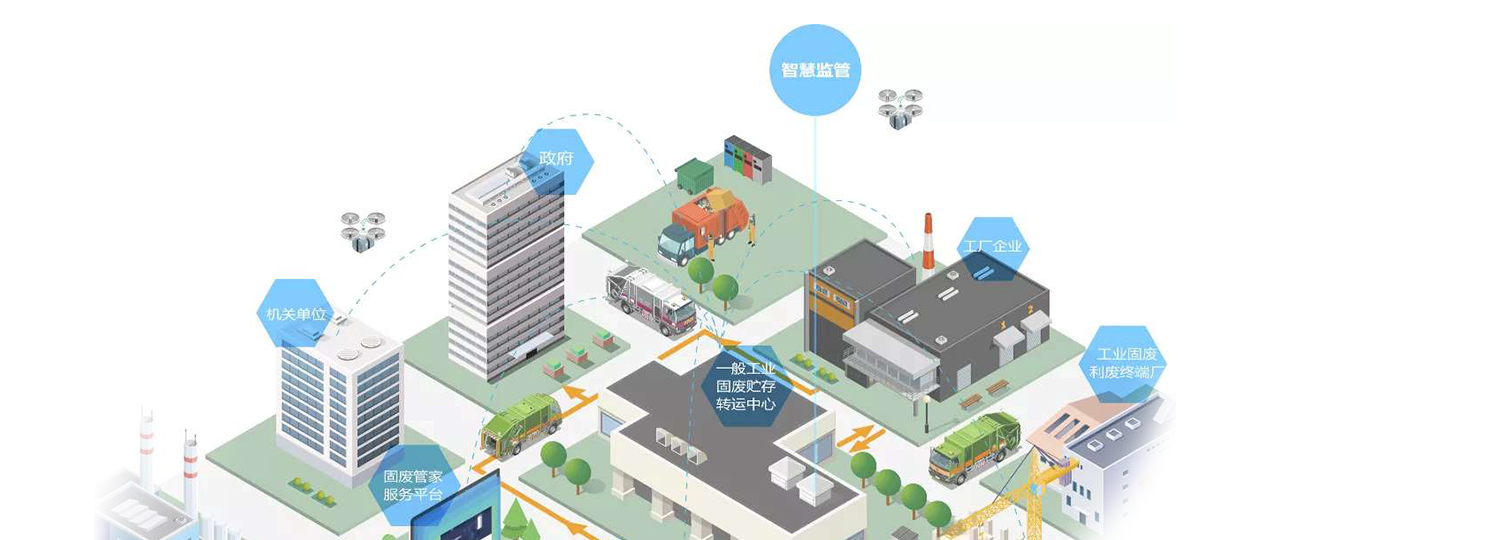 智慧监管
政府
工厂企业
机关单位
工业固废
利废终端厂
一般工业
固废贮存
转运中心
固废管家
服务平台
1
2